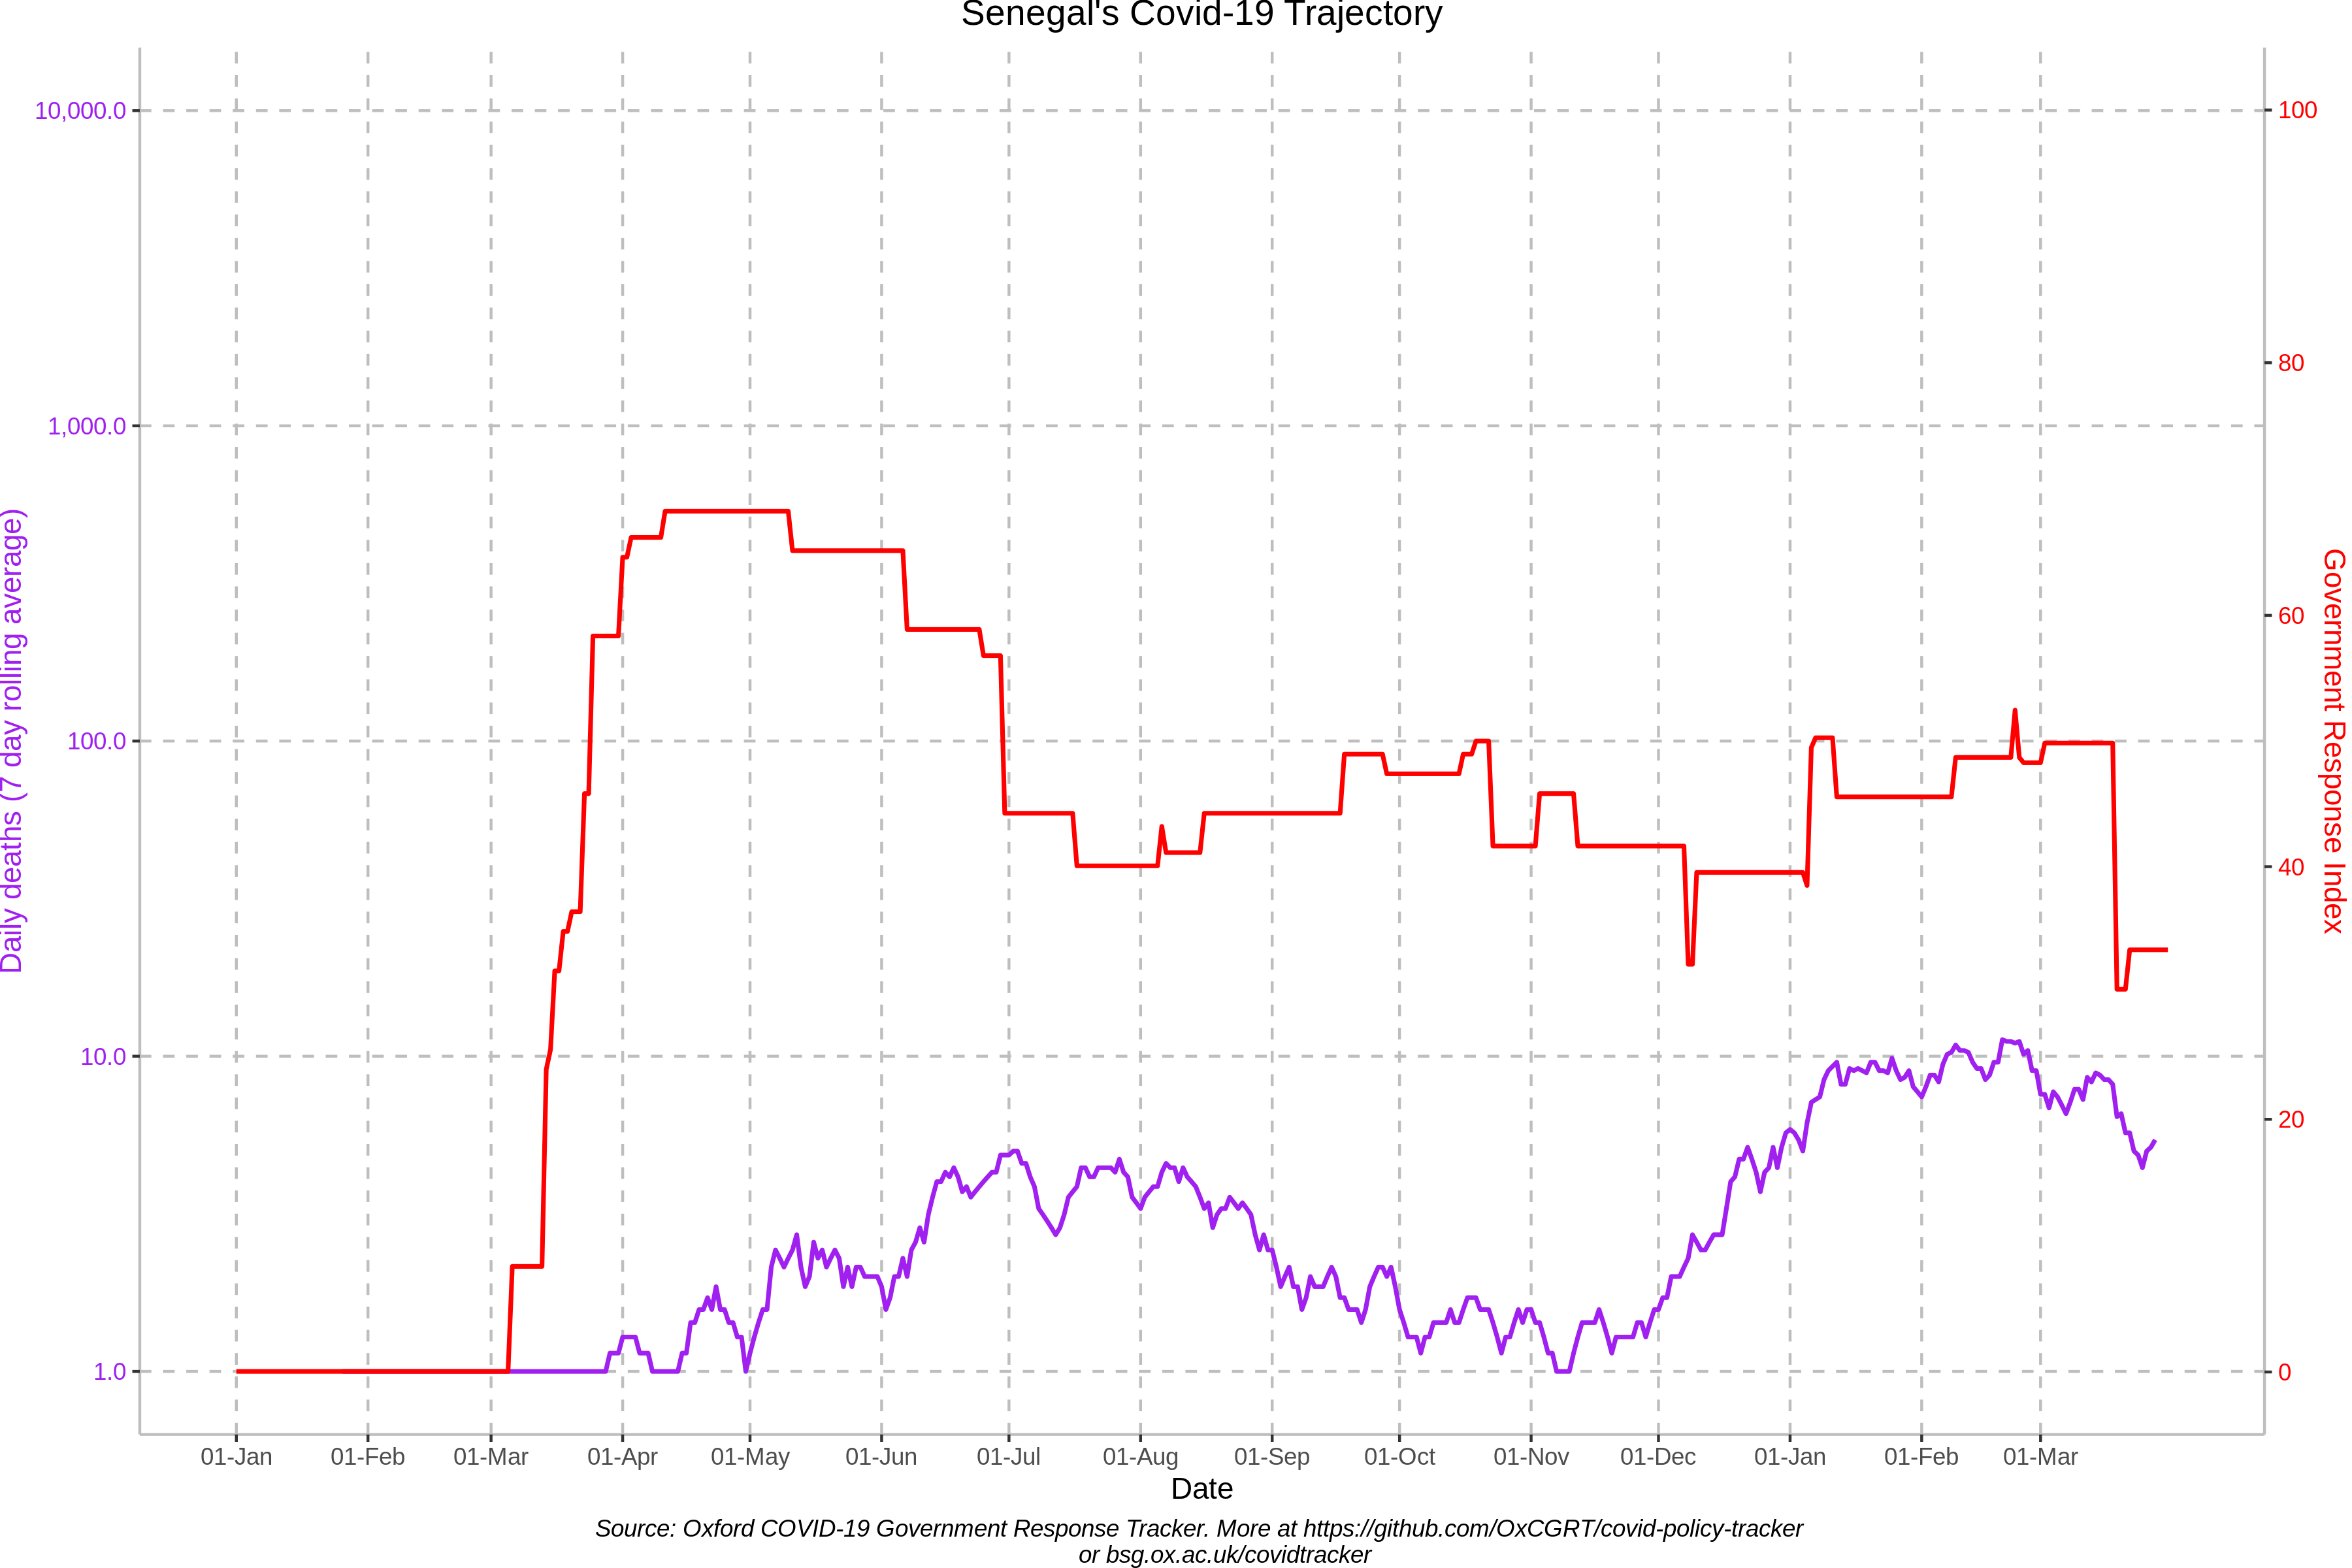 Senegal's Covid-19 Trajectory
10,000.0
1,000.0
100.0
10.0
1.0
Daily deaths (7 day rolling average)
100
80
60
40
20
0
Government Response Index
01-Jan 01-Feb 01-Mar 01-Apr 01-May 01-Jun 01-Jul 01-Aug 01-Sep 01-Oct 01-Nov 01-Dec 01-Jan 01-Feb 01-Mar
Date
Source: Oxford COVID-19 Government Response Tracker. More at https://github.com/OxCGRT/covid-policy-tracker
or bsg.ox.ac.uk/covidtracker